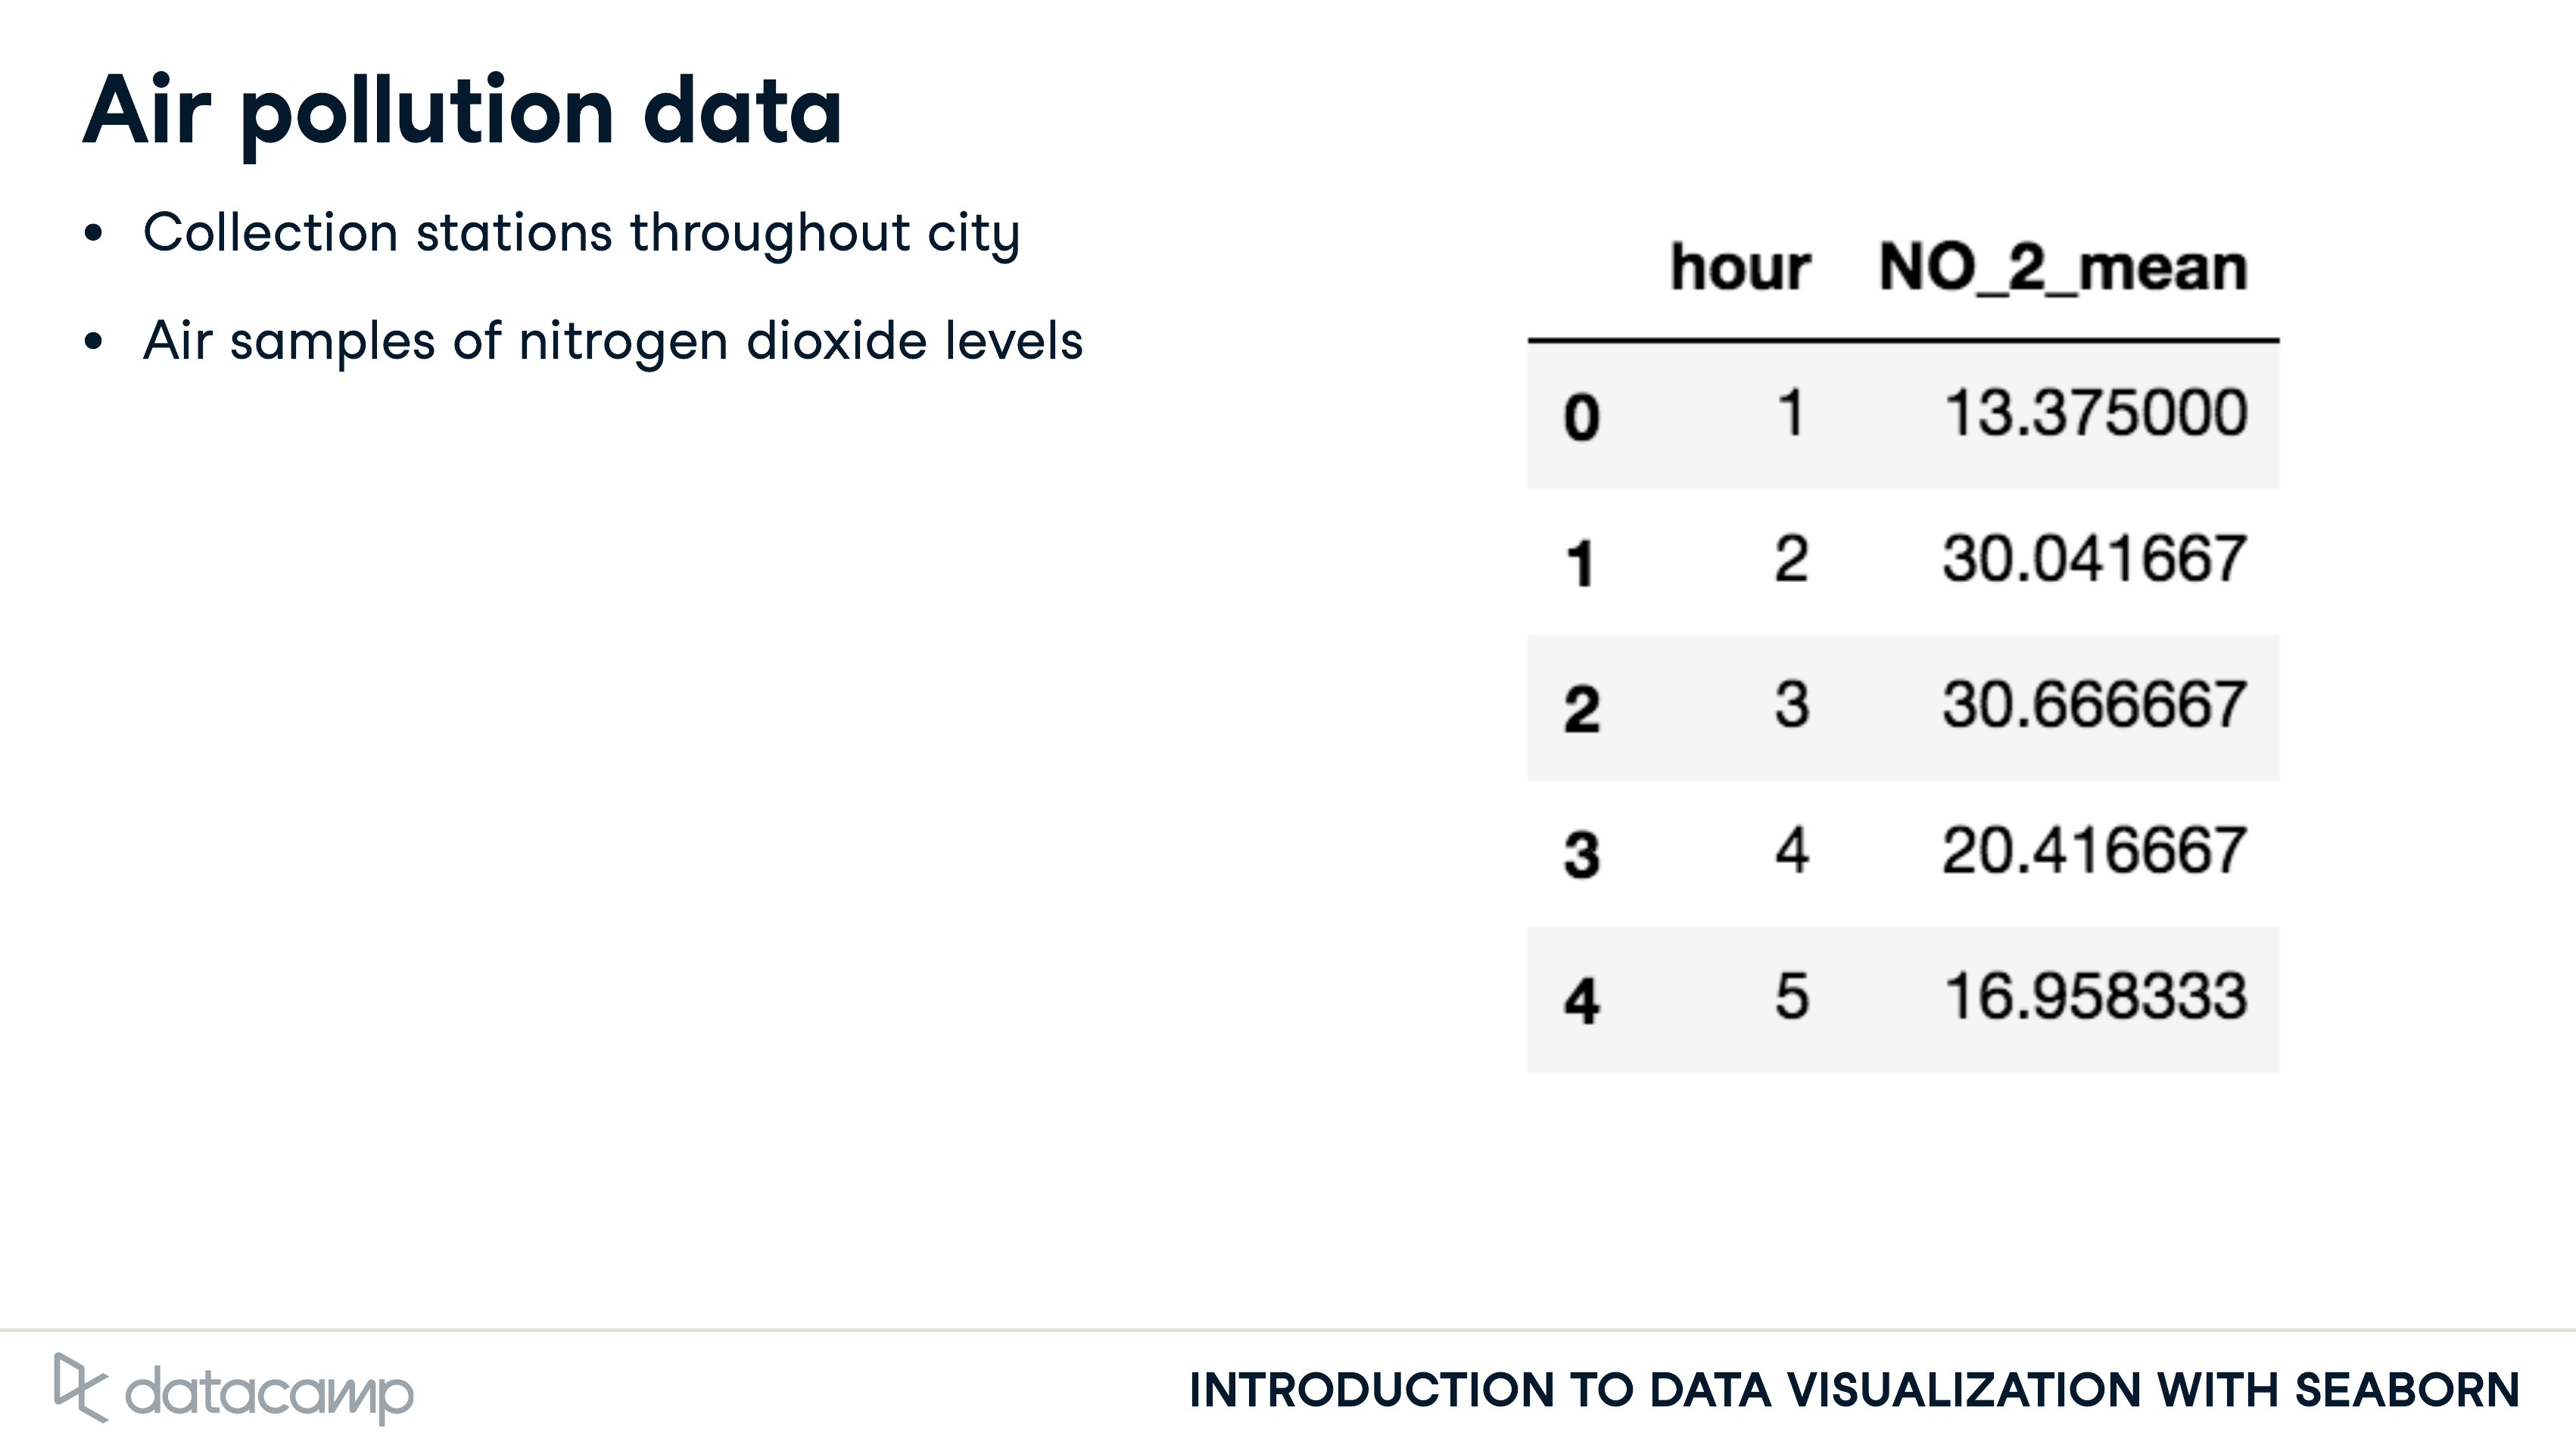 Air pollution data
• Collection stations throughout city
• Air samples of nitrogen dioxide levels
hour NO_2_mean
0 1 13.375000
1 2 30.041667
2 3 30.666667
3 4 20.416667
4 5 16.958333
datacamp
INTRODUCTION TO DATA VISUALIZATION WITH SEABORN